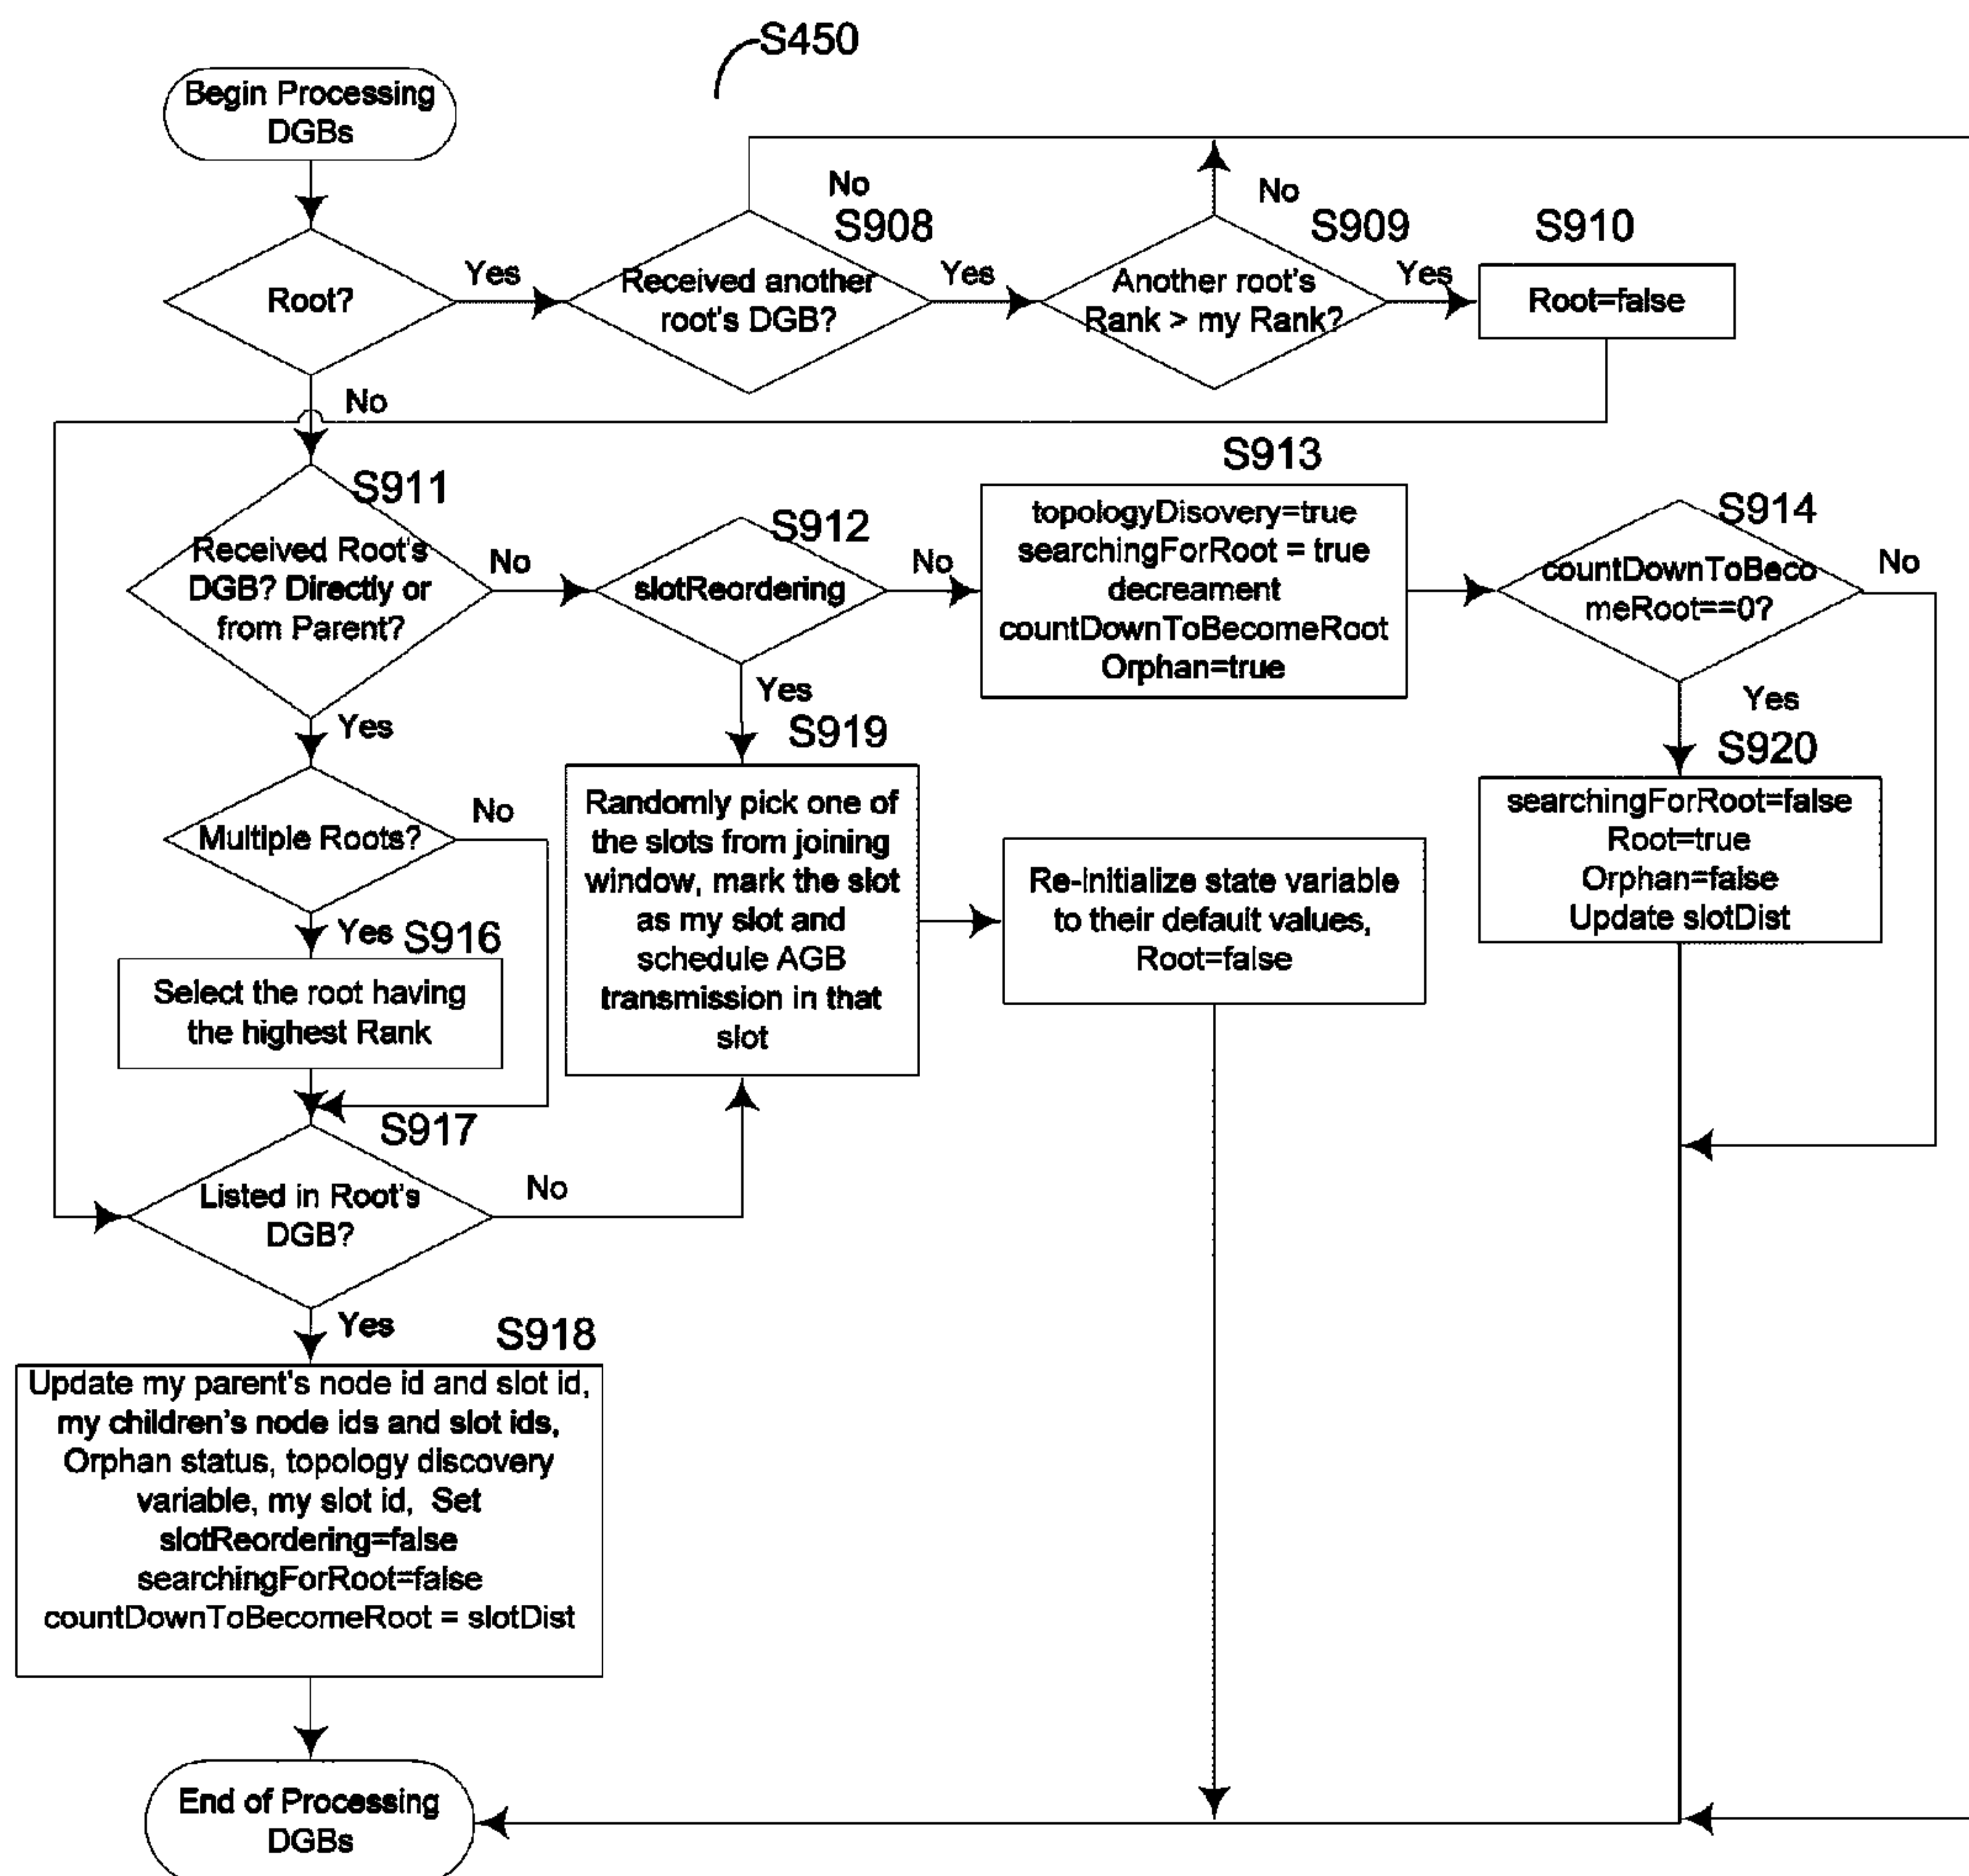 S450
Begin Processing
DGBs
No
S908
No
S909
S910
Root?
Yes
Received another
root's DGB?
Yes
Another root's
Rank > my Rank?
Yes
Root=false
No
S911
Received Root's
DGB? Directly or
from Parent?
No
S912
slotReordering
No
S913
topologyDisovery=true
searchingForRoot = true
decreament
countDownToBecomeRoot
Orphan=true
S914
countDownToBeco
meRoot==0?
No
Yes
Yes
S919
Yes
S920
Multiple Roots?
No
Randomly pick one of
the slots from joining
window, mark the slot
as my slot and
schedule AGB
transmission in that
slot
Re-initialize state variable
to their default values,
Root=false
searchingForRoot=false
Root=true
Orphan=false
Update slotDist
Yes
S916
Select the root having
the highest Rank
S917
Listed in Root's
DGB?
No
Yes
S918
Update my parent's node id and slot id,
my children's node ids and slot ids,
Orphan status, topology discovery
variable, my slot id, Set
slotReordering=false
searchingForRoot=false
countDownToBecomeRoot = slotDist
End of Processing
DGBs